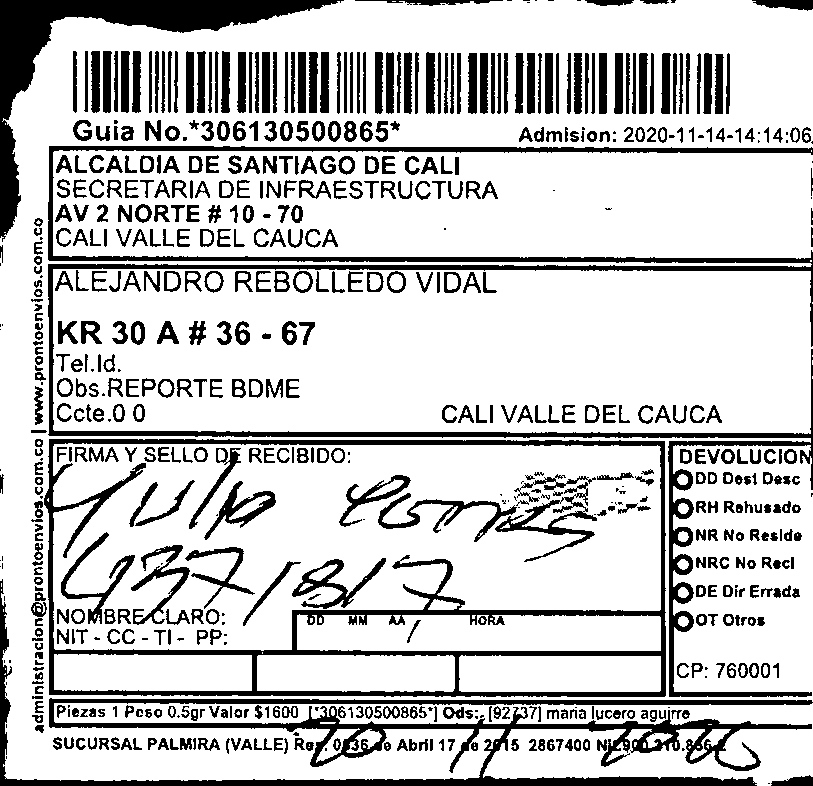 Guia No.*306130500865*
Admision: 2020-11-14-14:14:06
ALCALDIA DE SANTIAGO DE CALI
SECRETARIA DE INFRAESTRUCTURA
AV 2 NORTE # 10 - 70
CALI VALLE DEL CAUCA
ALEJANDRO REBOLLEDO VIDAL
KR 30 A # 36 - 67
Tel.Id.
Obs.REPORTE BDME
Ccte.0 0
CALI VALLE DEL CAUCA
administracion@prontoenvios.com.co | www.prontoenvios.com.co
FIRMA Y SELLO DE RECIBIDO:
4371817
NOMBRE CLARO:
NIT - CC - TI - PP:
DD MM AA HORA
DEVOLUCION
DD Dest Desc
RH Rehusado
NR No Reside
NRC No Recl
DE Dir Errada
OT Otros
CP: 760001
Piezas 1 Peso 0.5gr Valor $1600 [*306130500865*] Ods: [92737] maria lucero aguirre
SUCURSAL PALMIRA (VALLE) Res. 0836 de Abril 17 de 2015 2867400
20 11 2020